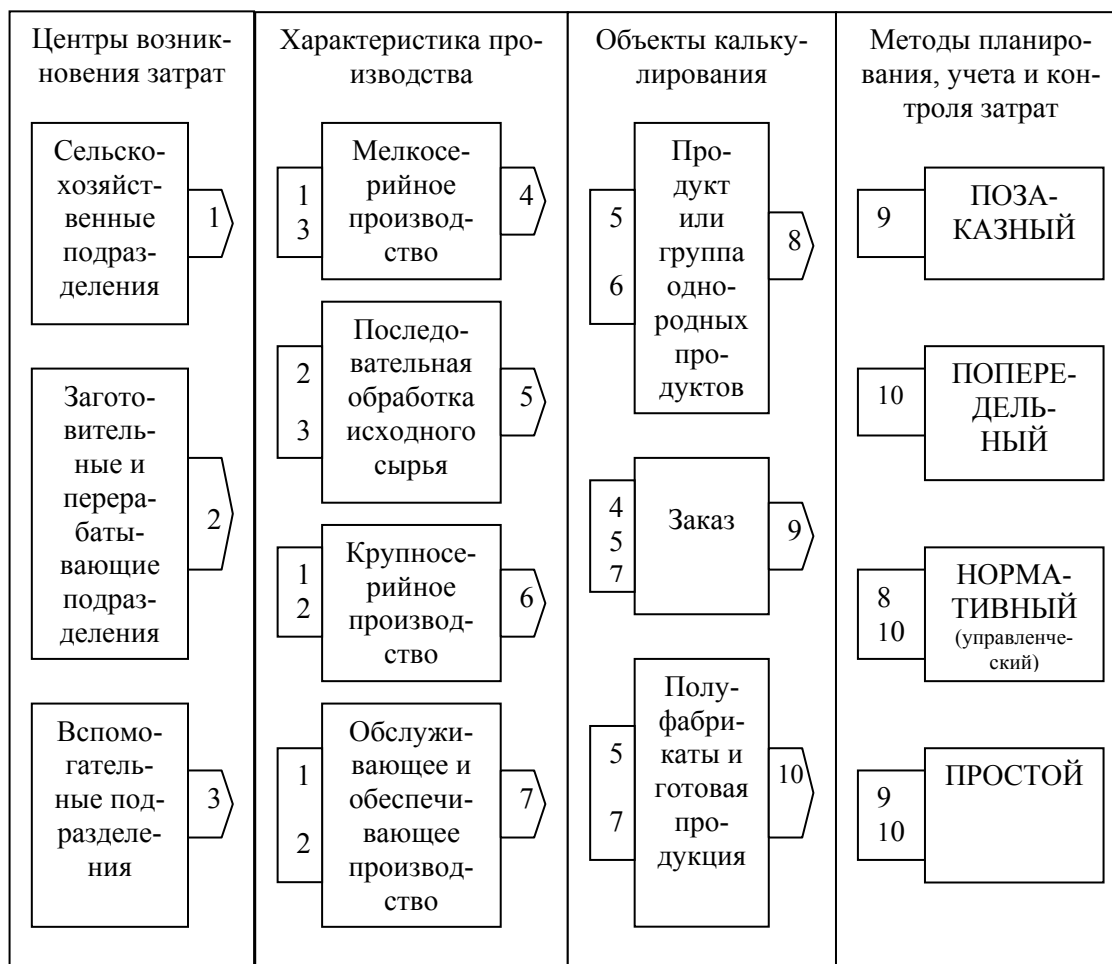 Центры возник-
новения затрат
Сельско-
хозяйст-
венные
подраз-
деления
1
Загото-
витель-
ные и
перера-
баты-
вающие
подраз-
деления
2
Вспомо-
гатель-
ные под-
разделе-
ния
3
Характеристика про-
изводства
1
3
Мелкосе-
рийное
производ-
ство
4
2
3
Последо-
вательная
обработка
исходного
сырья
5
1
2
Крупносе-
рийное
производ-
ство
6
1
2
Обслужи-
вающее и
обеспечи-
вающее
производ-
ство
7
Объекты кальку-
лирования
5
6
Про-
дукт
или
группа
одно-
родных
про-
дуктов
8
4
5
7
Заказ
9
5
7
Полу-
фабри-
каты и
готовая
про-
дукция
10
Методы планиро-
вания, учета и кон-
троля затрат
9
ПОЗА-
КАЗНЫЙ
10
ПОПЕРЕ-
ДЕЛЬ-
НЫЙ
8
10
НОРМА-
ТИВНЫЙ
(управленче-
ский)
9
10
ПРОСТОЙ